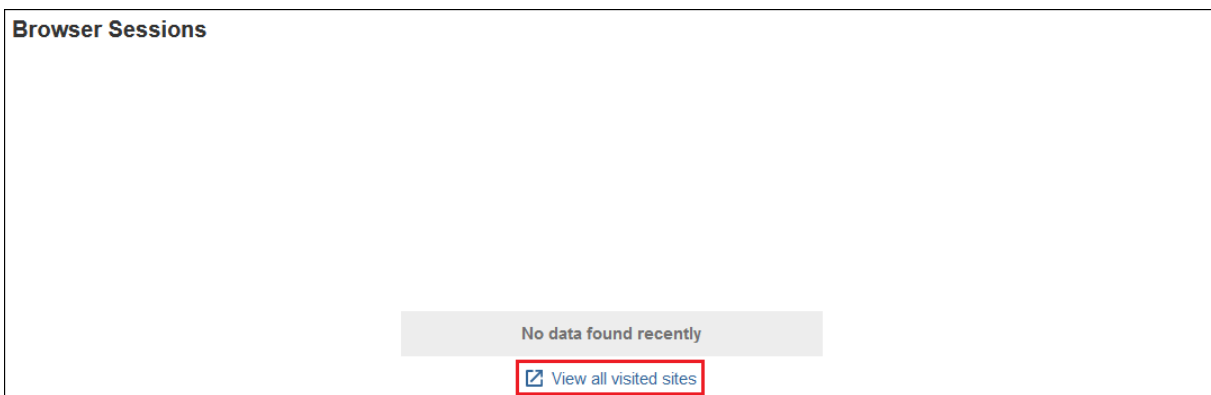 Browser Sessions
No data found recently
View all visited sites